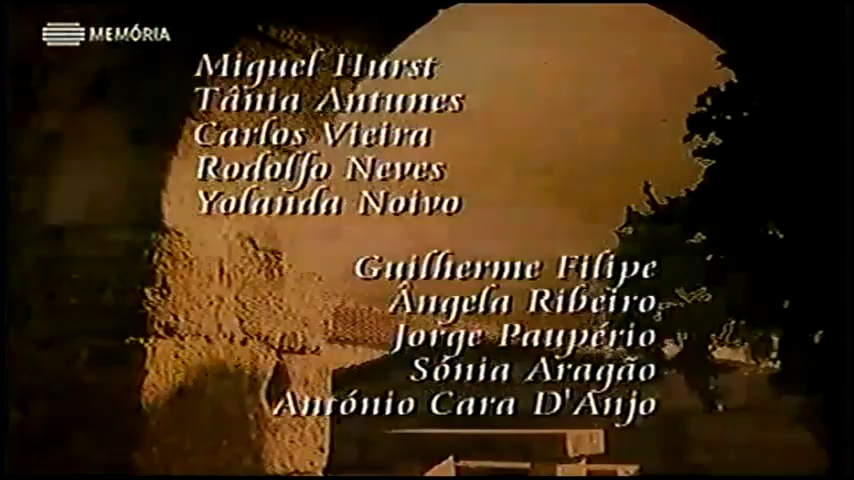 MEMÓRIA
Miguel Hurst
Tânia Antunes
Carlos Vieira
Rodolfo Neves
Yolanda Noivo
Guilherme Filipe
Ângela Ribeiro
Jorge Paupério
Sónia Aragão
António Cara D'Anjo